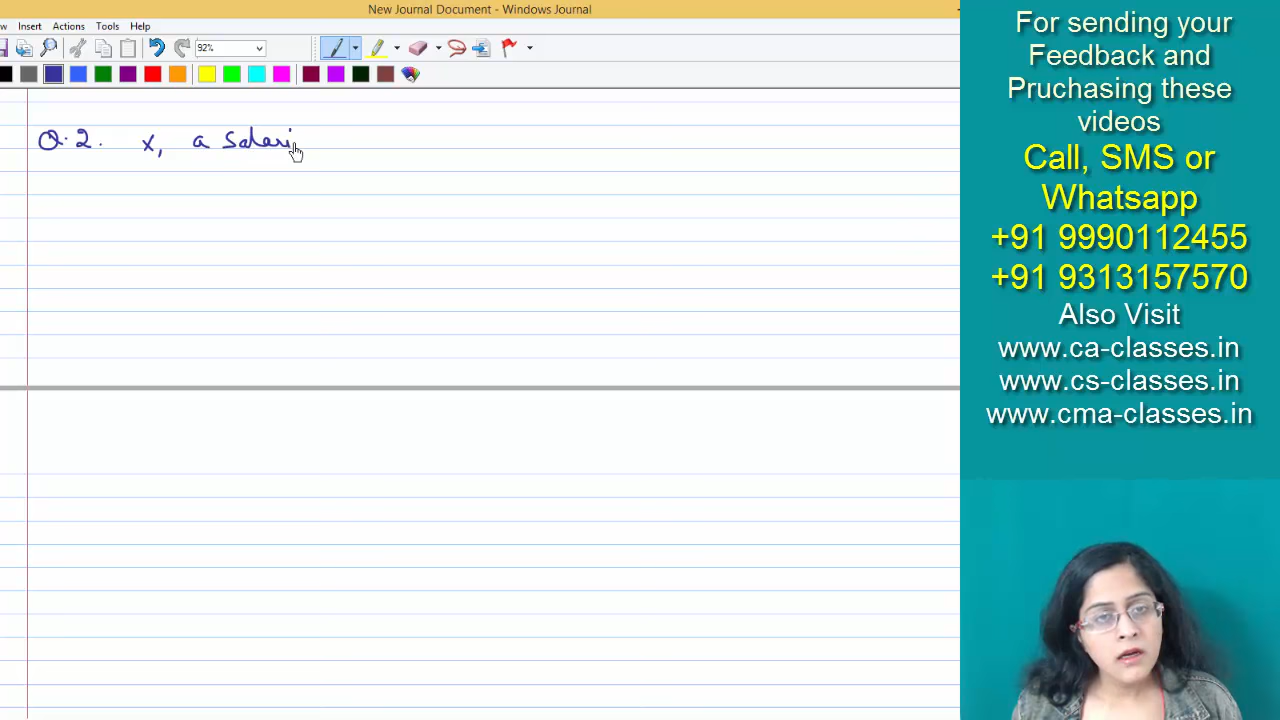 New Journal Document - Windows Journal
Insert Actions Tools Help
92%
Q.2. X, a Salari
For sending your
Feedback and
Pruchasing these
videos
Call, SMS or
Whatsapp
+91 9990112455
+91 9313157570
Also Visit
www.ca-classes.in
www.cs-classes.in
www.cma-classes.in